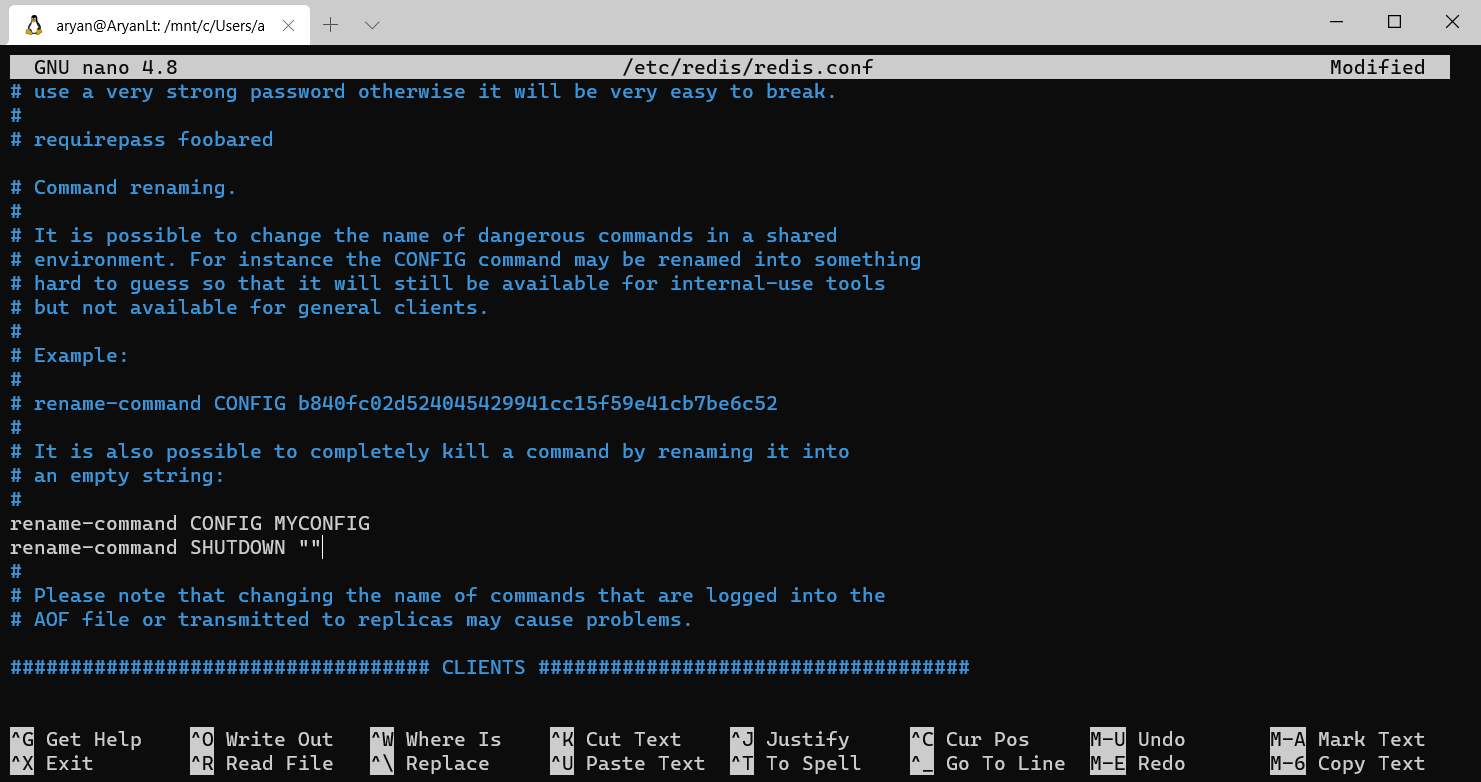 aryan@AryanLt: /mnt/c/Users/a
GNU nano 4.8 /etc/redis/redis.conf Modified
# use a very strong password otherwise it will be very easy to break.
#
# requirepass foobared
# Command renaming.
#
# It is possible to change the name of dangerous commands in a shared
# environment. For instance the CONFIG command may be renamed into something
# hard to guess so that it will still be available for internal-use tools
# but not available for general clients.
#
# Example:
#
# rename-command CONFIG b840fc02d524045429941cc15f59e41cb7be6c52
#
# It is also possible to completely kill a command by renaming it into
# an empty string:
#
rename-command CONFIG MYCONFIG
rename-command SHUTDOWN ""
#
# Please note that changing the name of commands that are logged into the
# AOF file or transmitted to replicas may cause problems.
################################### CLIENTS ####################################
^G Get Help ^O Write Out ^W Where Is ^K Cut Text ^J Justify ^C Cur Pos M-U Undo M-A Mark Text
^X Exit ^R Read File ^\ Replace ^U Paste Text ^T To Spell ^_ Go To Line M-E Redo M-6 Copy Text